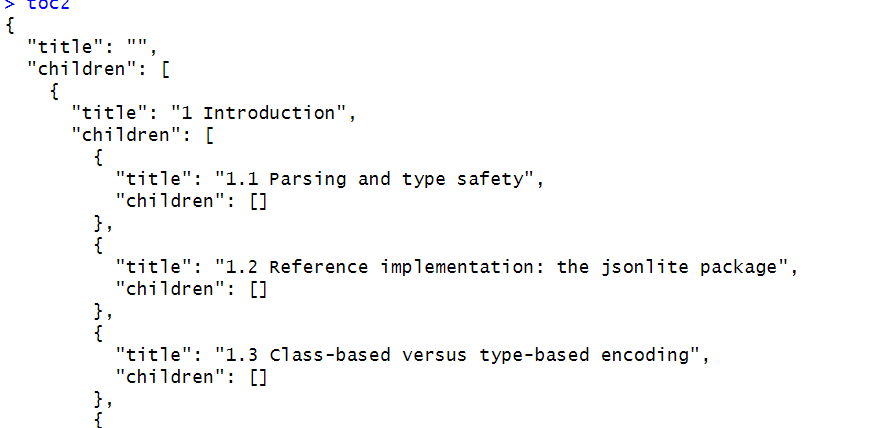 > toc2
{
  "title": "",
  "children": [
    {
      "title": "1 Introduction",
      "children": [
        {
          "title": "1.1 Parsing and type safety",
          "children": []
        },
        {
          "title": "1.2 Reference implementation: the jsonlite package",
          "children": []
        },
        {
          "title": "1.3 Class-based versus type-based encoding",
          "children": []
        },
        {